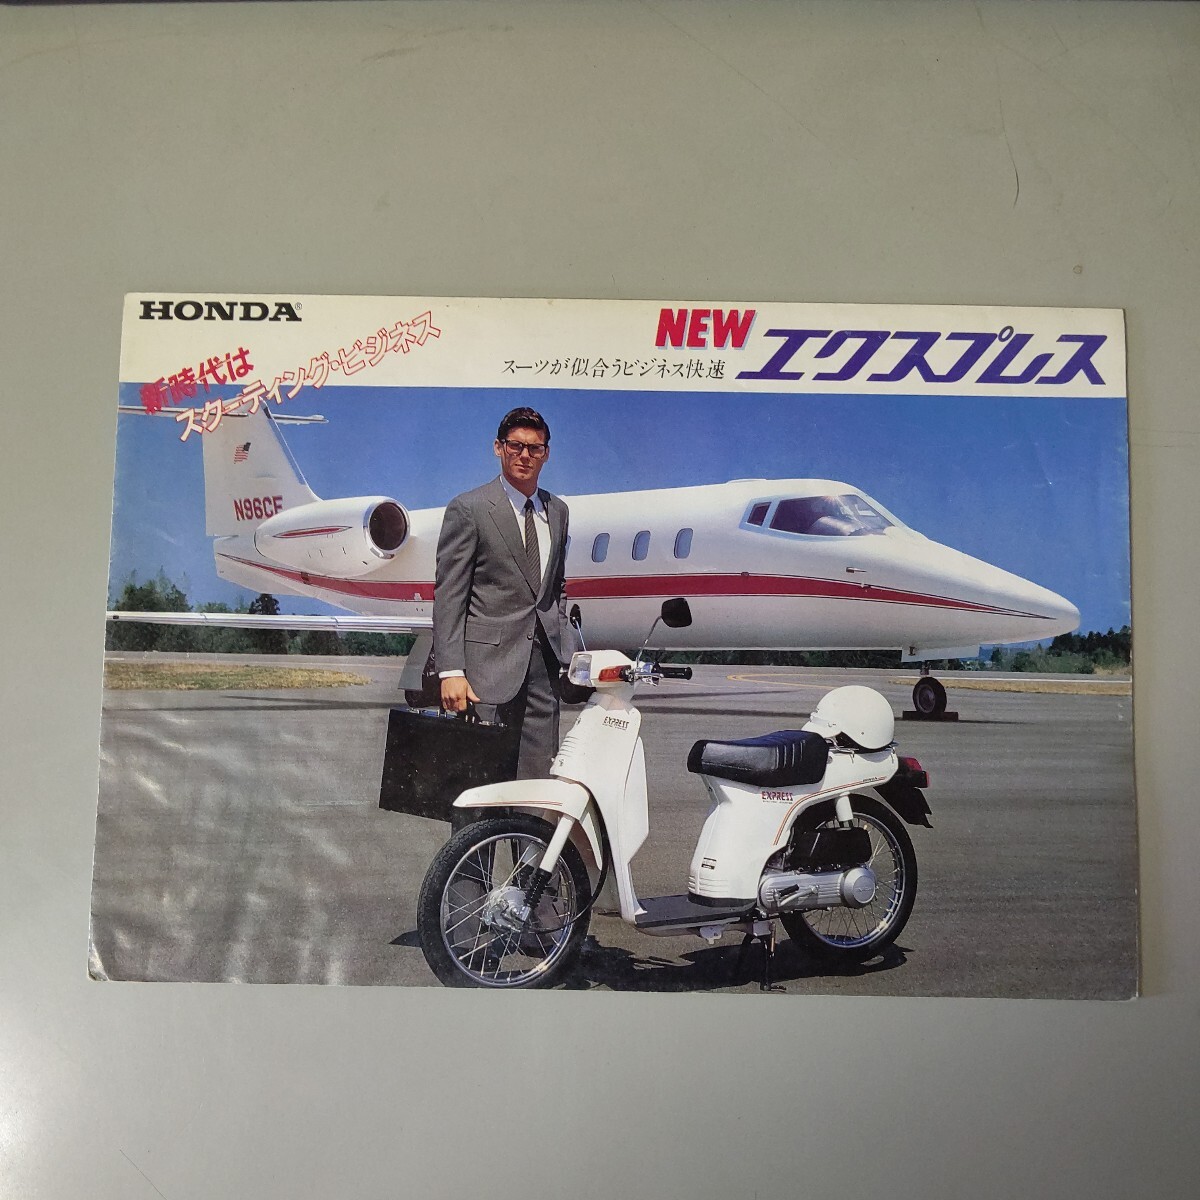 HONDA®
新時代は
スターティング・ビジネス
NEW エクスプレス
スーツが似合うビジネス快速
N96CF
EXPRESS
EXPRESS